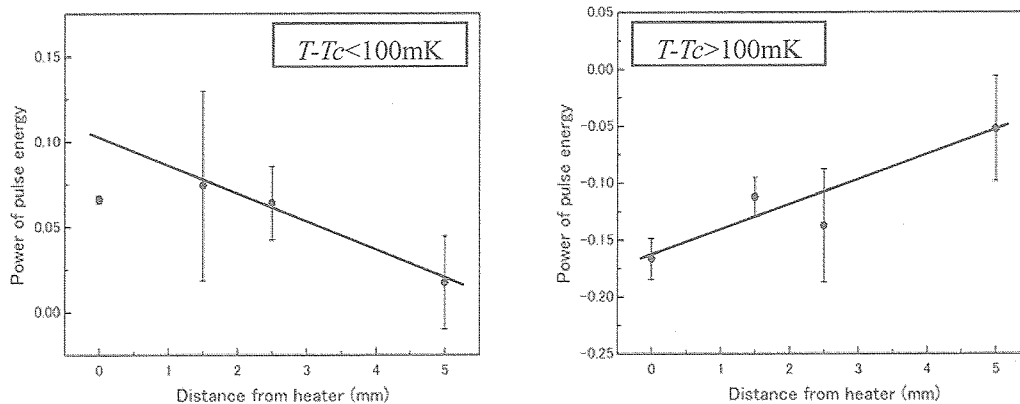 T-Tc<100mK
Power of pulse energy
0.15
0.10
0.05
0.00
0 1 2 3 4 5
Distance from heater (mm)
T-Tc>100mK
Power of pulse energy
0.05
0.00
-0.05
-0.10
-0.15
-0.20
-0.25
0 1 2 3 4 5
Distance from heater (mm)